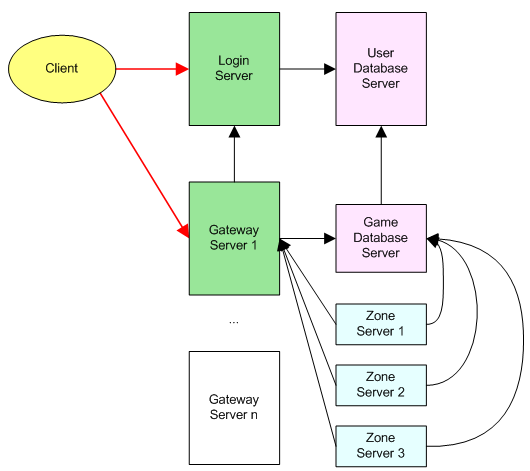 Client
Login
Server
User
Database
Server
Gateway
Server 1
Game
Database
Server
Zone
Server 1
...
Zone
Server 2
Gateway
Server n
Zone
Server 3